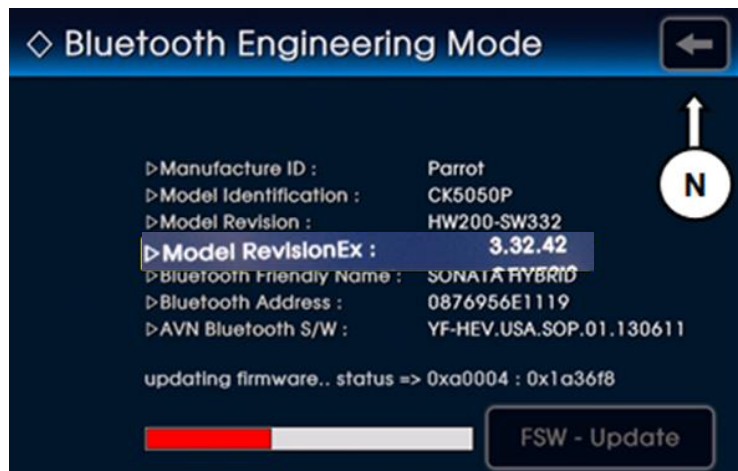 ◇ Bluetooth Engineering Mode
N
▷Manufacture ID : Parrot
▷Model Identification : CK5050P
▷Model Revision : HW200-SW332
▷Model RevisionEx : 3.32.42
▷Bluetooth Friendly Name : SONATA HYBRID
▷Bluetooth Address : 0876956E1119
▷AVN Bluetooth S/W : YF-HEV.USA.SOP.01.130611
updating firmware.. status => 0xa0004 : 0x1a36f8
FSW - Update